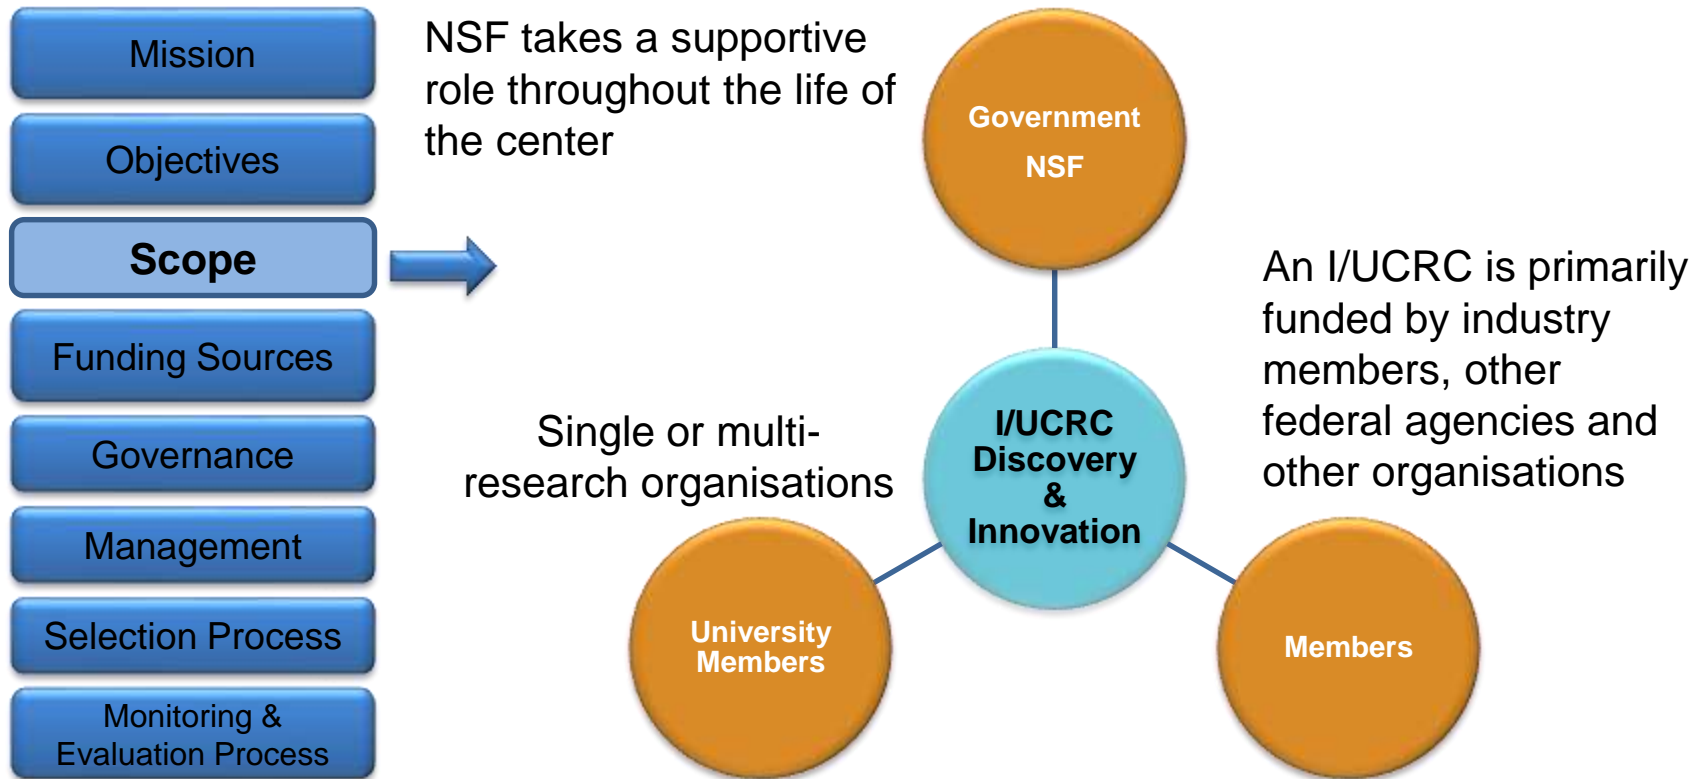 Mission
Objectives
Scope
Funding Sources
Governance
Management
Selection Process
Monitoring &
Evaluation Process
NSF takes a supportive
role throughout the life of
the center
Government
NSF
An I/UCRC is primarily
funded by industry
members, other
federal agencies and
other organisations
Single or multi-
research organisations
I/UCRC
Discovery
&
Innovation
University
Members
Members